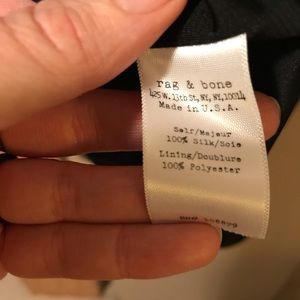 rag & bone
425 W. 13th St, NY, NY, 10014
Made in U.S.A.
Self/Majeur
100% Silk/Soie
Lining/Doublure
100% Polyester
RN#